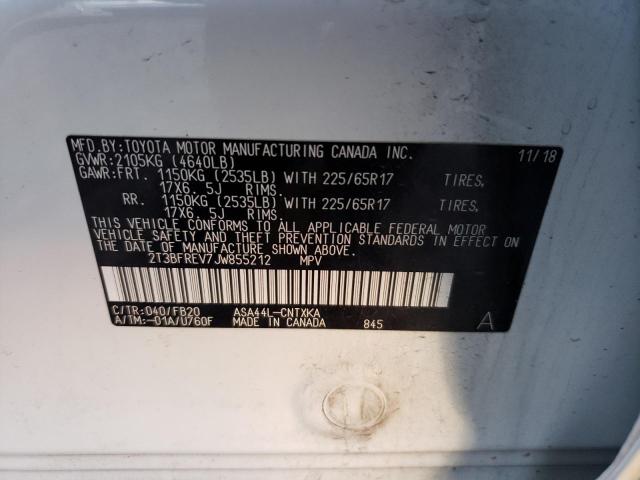 MFD.BY:TOYOTA MOTOR MANUFACTURING CANADA INC. 11/18
GVWR:2105KG (4640LB)
GAWR:FRT. 1150KG (2535LB) WITH 225/65R17 TIRES,
17X6. 5J RIMS.
RR. 1150KG (2535LB) WITH 225/65R17 TIRES,
17X6. 5J RIMS.
THIS VEHICLE CONFORMS TO ALL APPLICABLE FEDERAL MOTOR
VEHICLE SAFETY AND THEFT PREVENTION STANDARDS IN EFFECT ON
THE DATE OF MANUFACTURE SHOWN ABOVE.
2T3BFREV7JW855212 MPV
C/TR:040/FB20 ASA44L-CNTXKA
A/TM:-01A/U760F MADE IN CANADA 845 A